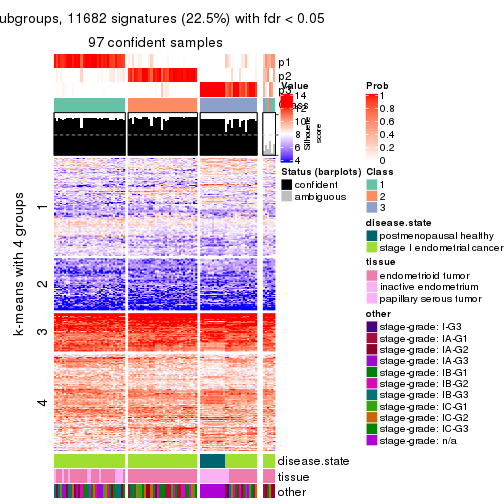 ubgroups, 11682 signatures (22.5%) with fdr < 0.05
97 confident samples
p1
p2
p3
Class
Silhouette
score
k-means with 4 groups
1
2
3
4
disease.state
tissue
other
Value
14
12
10
8
6
4
Status (barplots)
confident
ambiguous
Prob
1
0.8
0.6
0.4
0.2
0
Class
1
2
3
disease.state
postmenopausal healthy
stage I endometrial cancer
tissue
endometrioid tumor
inactive endometrium
papillary serous tumor
other
stage-grade: I-G3
stage-grade: IA-G1
stage-grade: IA-G2
stage-grade: IA-G3
stage-grade: IB-G1
stage-grade: IB-G2
stage-grade: IB-G3
stage-grade: IC-G1
stage-grade: IC-G2
stage-grade: IC-G3
stage-grade: n/a